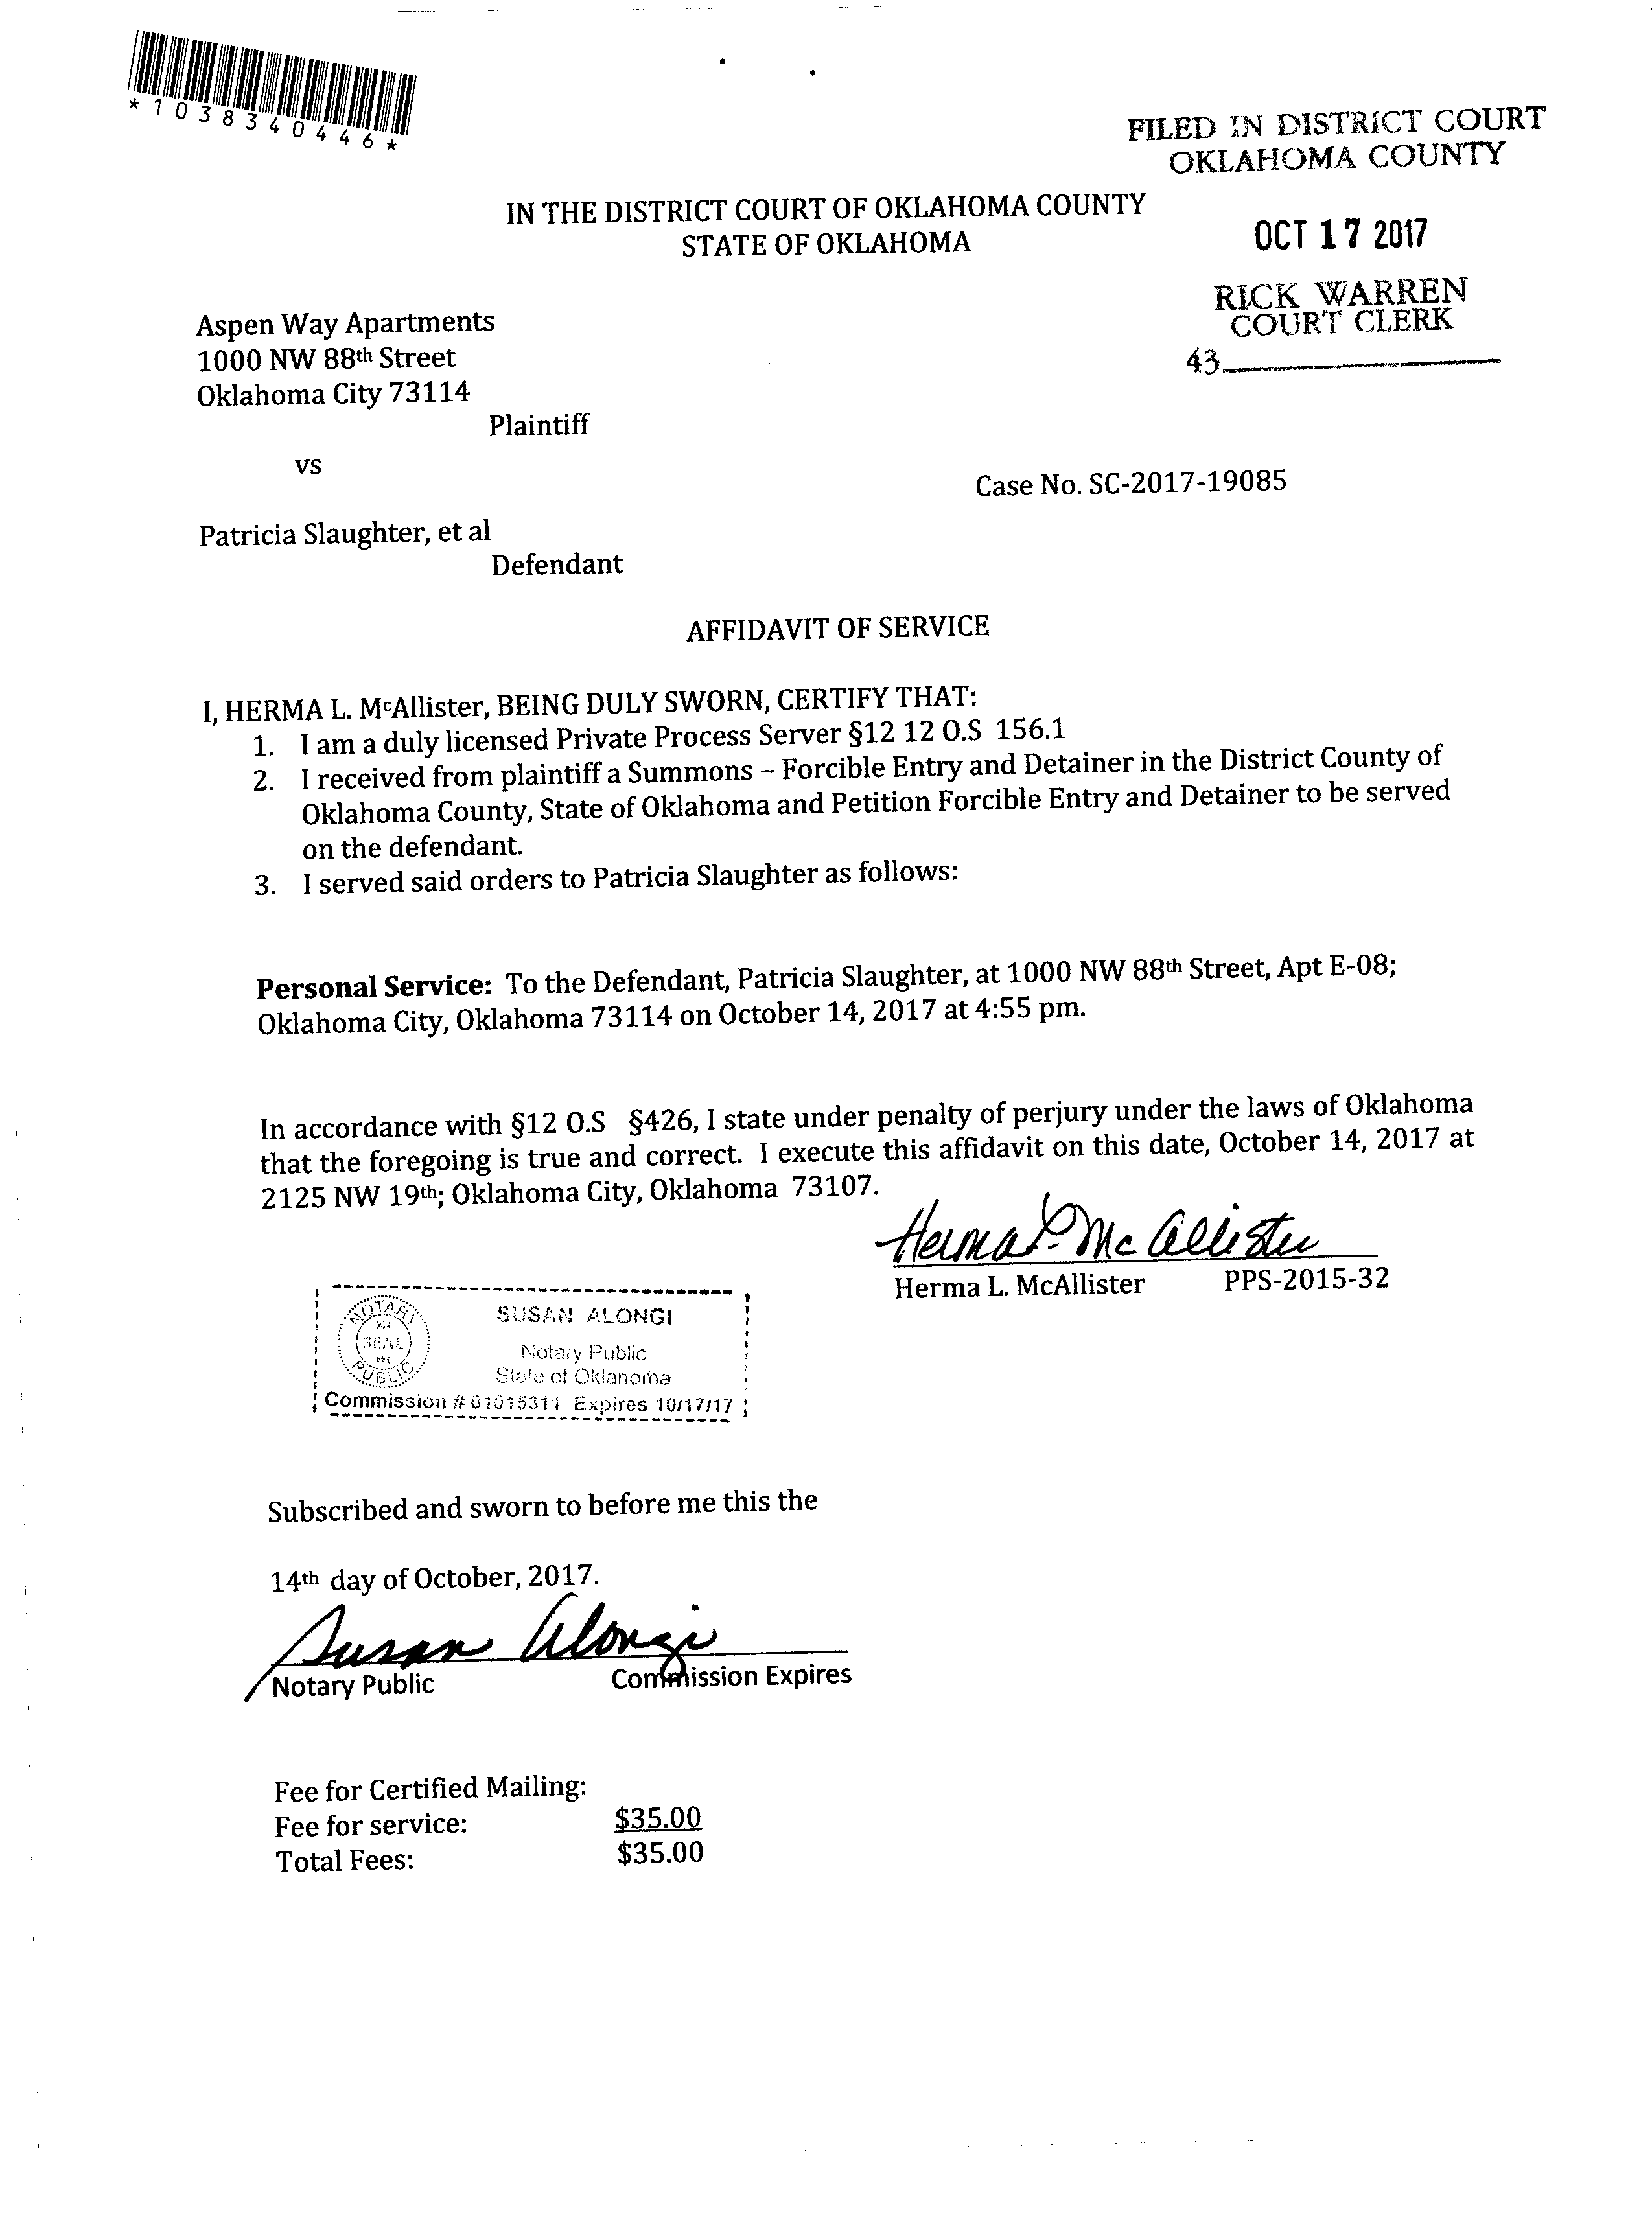 *1038340446*
FILED IN DISTRICT COURT
OKLAHOMA COUNTY
IN THE DISTRICT COURT OF OKLAHOMA COUNTY
STATE OF OKLAHOMA
OCT 17 2017
RICK WARREN
COURT CLERK
43
Aspen Way Apartments
1000 NW 88th Street
Oklahoma City 73114
Plaintiff
vs
Case No. SC-2017-19085
Patricia Slaughter, et al
Defendant
AFFIDAVIT OF SERVICE
I, HERMA L. McAllister, BEING DULY SWORN, CERTIFY THAT:
1. I am a duly licensed Private Process Server §12 12 O.S 156.1
2. I received from plaintiff a Summons – Forcible Entry and Detainer in the District County of
Oklahoma County, State of Oklahoma and Petition Forcible Entry and Detainer to be served
on the defendant.
3. I served said orders to Patricia Slaughter as follows:
Personal Service: To the Defendant, Patricia Slaughter, at 1000 NW 88th Street, Apt E-08;
Oklahoma City, Oklahoma 73114 on October 14, 2017 at 4:55 pm.
In accordance with §12 O.S §426, I state under penalty of perjury under the laws of Oklahoma
that the foregoing is true and correct. I execute this affidavit on this date, October 14, 2017 at
2125 NW 19th; Oklahoma City, Oklahoma 73107.
Herma L. McAllister
Herma L. McAllister PPS-2015-32
NOTARY
SEAL
PUBLIC
SUSAN ALONGI
Notary Public
State of Oklahoma
Commission # 01015311 Expires 10/17/17
Subscribed and sworn to before me this the
14th day of October, 2017.
Susan Alongi
Notary Public Commission Expires
Fee for Certified Mailing:
Fee for service: $35.00
Total Fees: $35.00